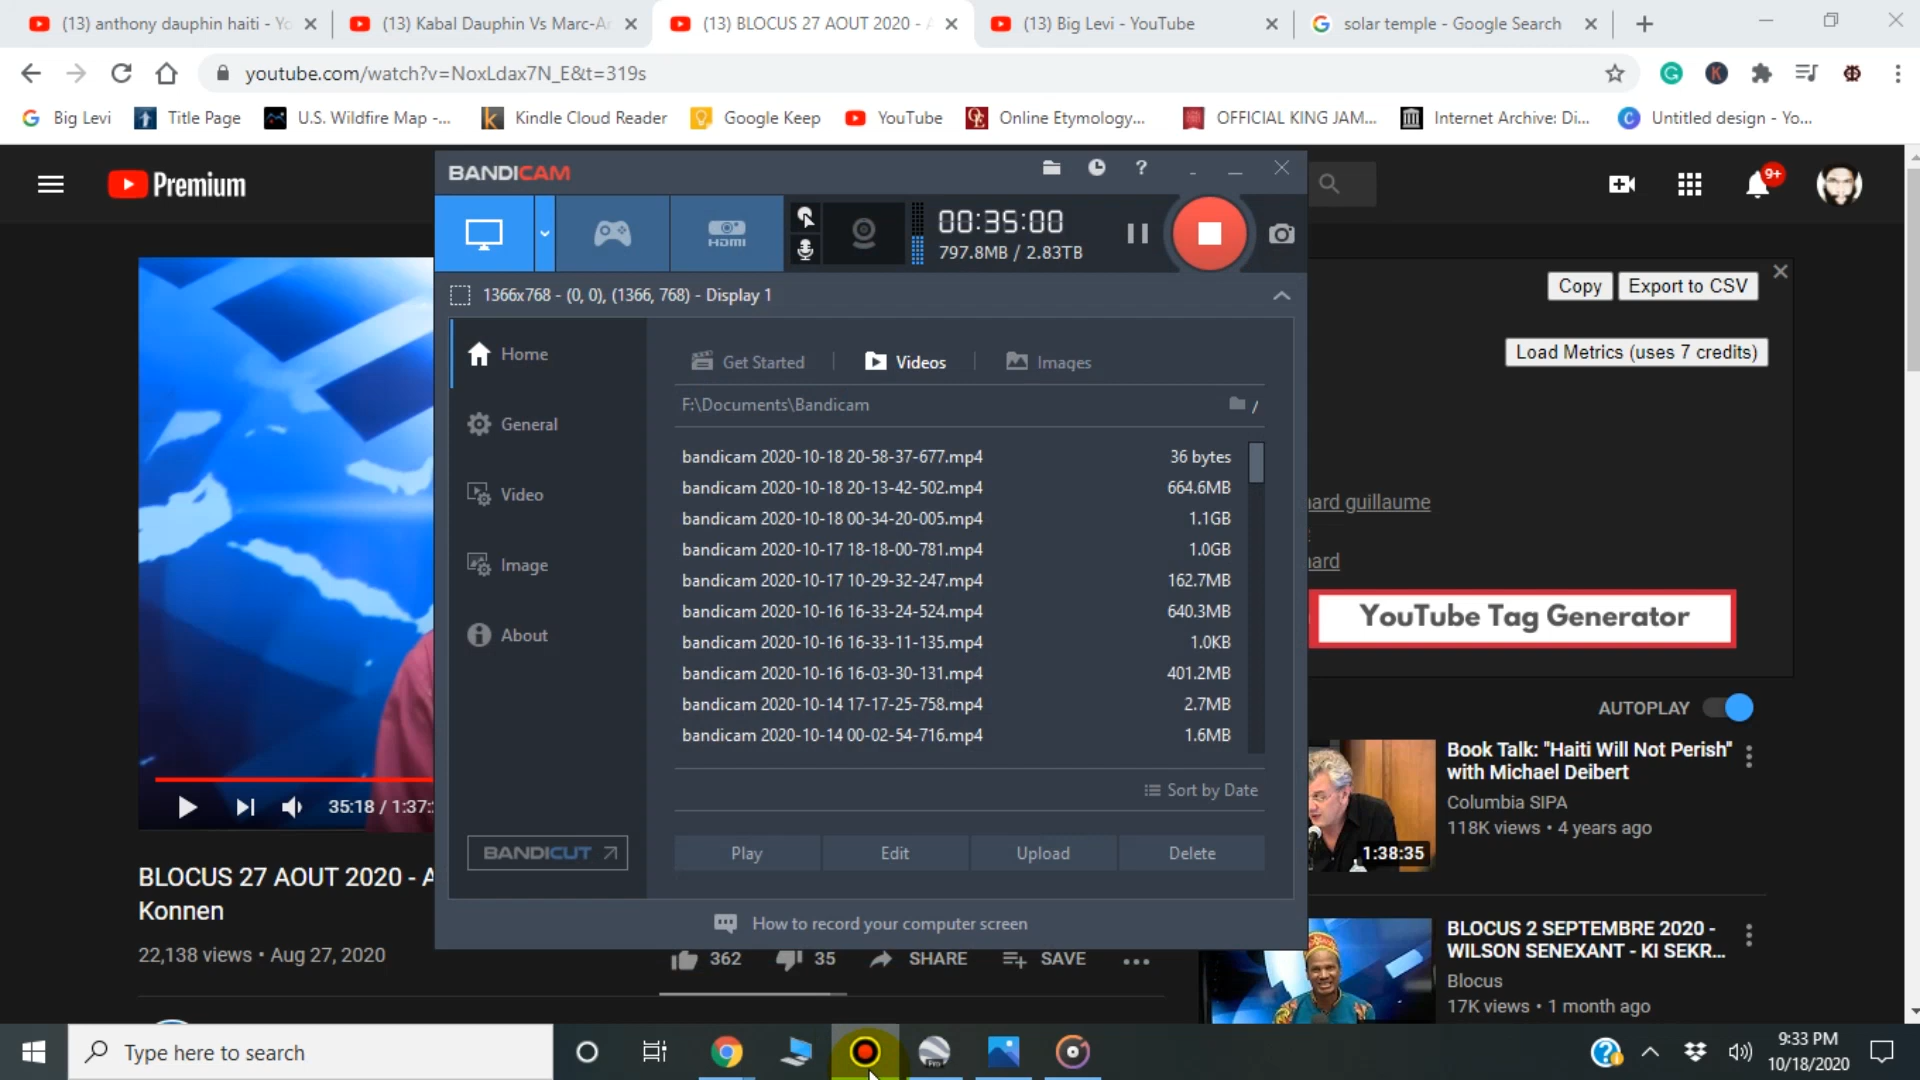 (13) anthony dauphin haiti - Yo
(13) Kabal Dauphin Vs Marc-An
(13) BLOCUS 27 AOUT 2020 - A
(13) Big Levi - YouTube
solar temple - Google Search
youtube.com/watch?v=NoxLdax7N_E&t=319s
Big Levi
Title Page
U.S. Wildfire Map -...
Kindle Cloud Reader
Google Keep
YouTube
Online Etymology...
OFFICIAL KING JAM...
Internet Archive: Di...
Untitled design - Yo...
Premium
9+
BANDICAM
HDMI
00:35:00
797.8MB / 2.83TB
1366x768 - (0, 0), (1366, 768) - Display 1
Home
General
Video
Image
About
BANDICUT
Get Started
Videos
Images
F:\Documents\Bandicam
/
bandicam 2020-10-18 20-58-37-677.mp4 36 bytes
bandicam 2020-10-18 20-13-42-502.mp4 664.6MB
bandicam 2020-10-18 00-34-20-005.mp4 1.1GB
bandicam 2020-10-17 18-18-00-781.mp4 1.0GB
bandicam 2020-10-17 10-29-32-247.mp4 162.7MB
bandicam 2020-10-16 16-33-24-524.mp4 640.3MB
bandicam 2020-10-16 16-33-11-135.mp4 1.0KB
bandicam 2020-10-16 16-03-30-131.mp4 401.2MB
bandicam 2020-10-14 17-17-25-758.mp4 2.7MB
bandicam 2020-10-14 00-02-54-716.mp4 1.6MB
Sort by Date
Play
Edit
Upload
Delete
How to record your computer screen
Copy
Export to CSV
Load Metrics (uses 7 credits)
ard guillaume
ard
YouTube Tag Generator
AUTOPLAY
1:38:35
Book Talk: "Haiti Will Not Perish"
with Michael Deibert
Columbia SIPA
118K views • 4 years ago
BLOCUS 2 SEPTEMBRE 2020 -
WILSON SENEXANT - KI SEKR...
Blocus
17K views • 1 month ago
35:18 / 1:37:
BLOCUS 27 AOUT 2020 - A
Konnen
22,138 views • Aug 27, 2020
362
35
SHARE
SAVE
Type here to search
Pro
9:33 PM
10/18/2020